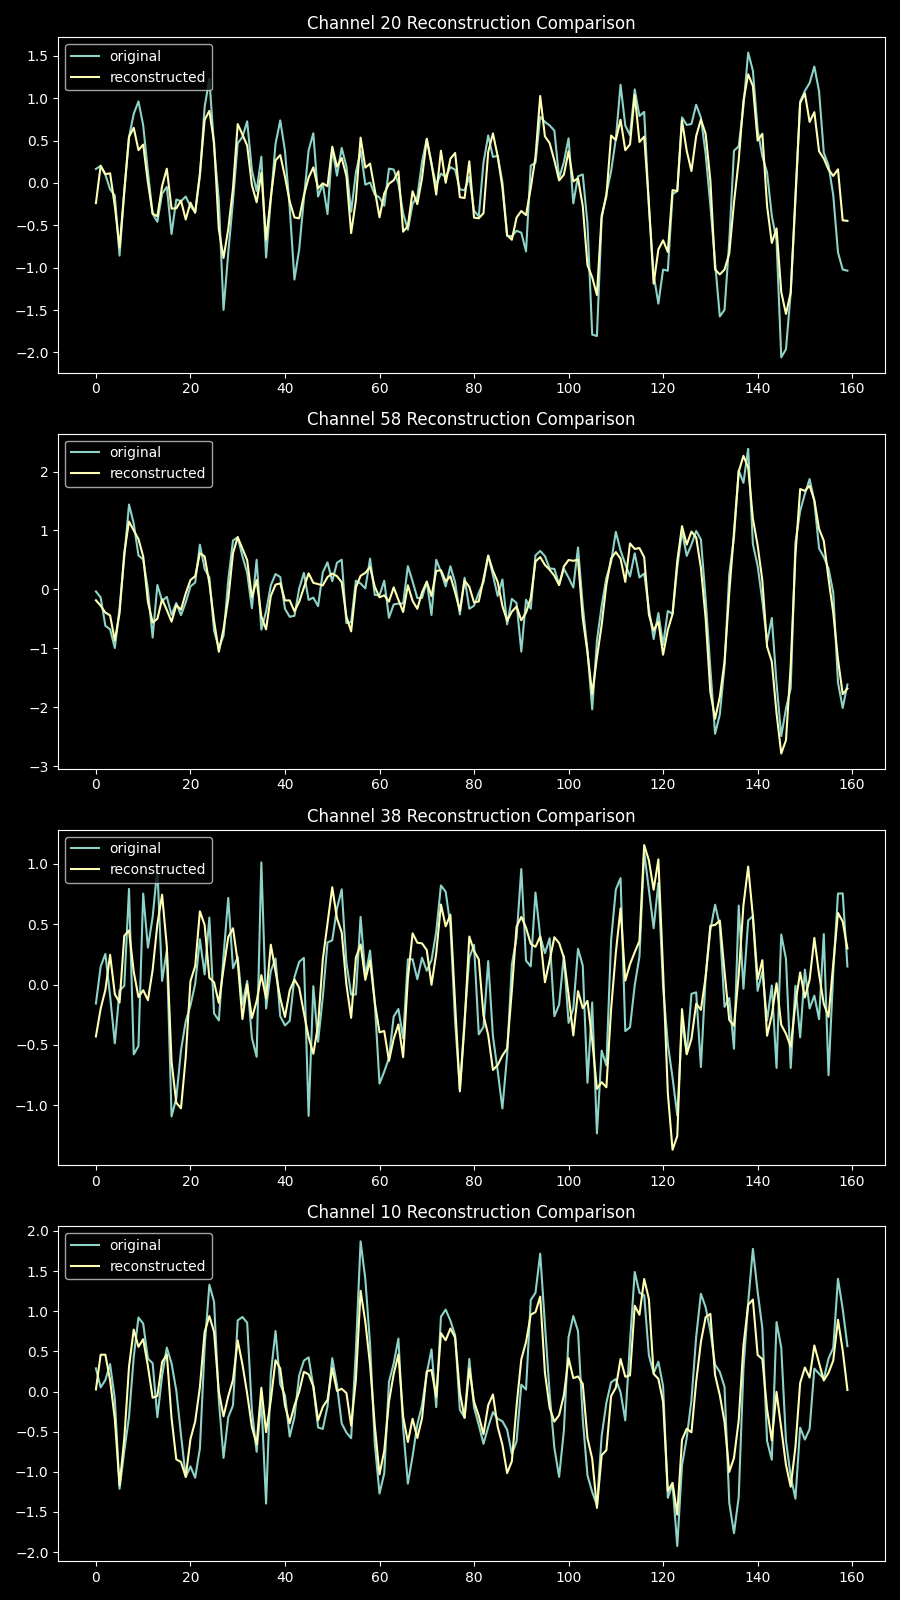 Channel 20 Reconstruction Comparison
original
reconstructed
1.5
1.0
0.5
0.0
−0.5
−1.0
−1.5
−2.0
0 20 40 60 80 100 120 140 160
Channel 58 Reconstruction Comparison
original
reconstructed
2
1
0
−1
−2
−3
0 20 40 60 80 100 120 140 160
Channel 38 Reconstruction Comparison
original
reconstructed
1.0
0.5
0.0
−0.5
−1.0
0 20 40 60 80 100 120 140 160
Channel 10 Reconstruction Comparison
original
reconstructed
2.0
1.5
1.0
0.5
0.0
−0.5
−1.0
−1.5
−2.0
0 20 40 60 80 100 120 140 160